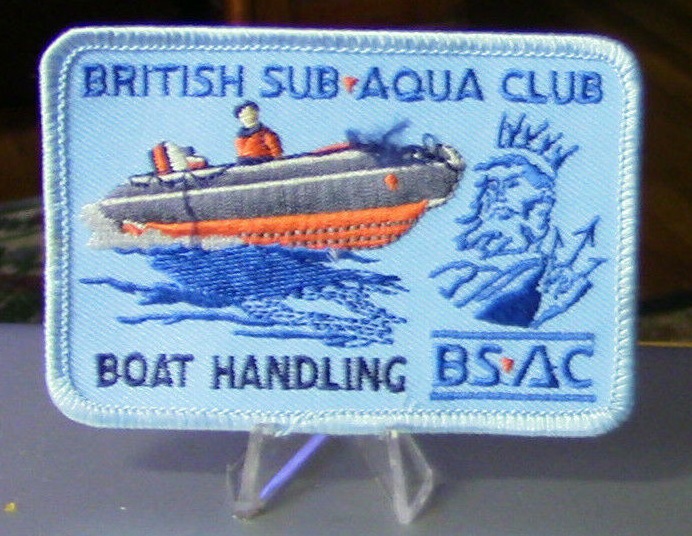 BRITISH SUB·AQUA CLUB
BOAT HANDLING
BS·AC